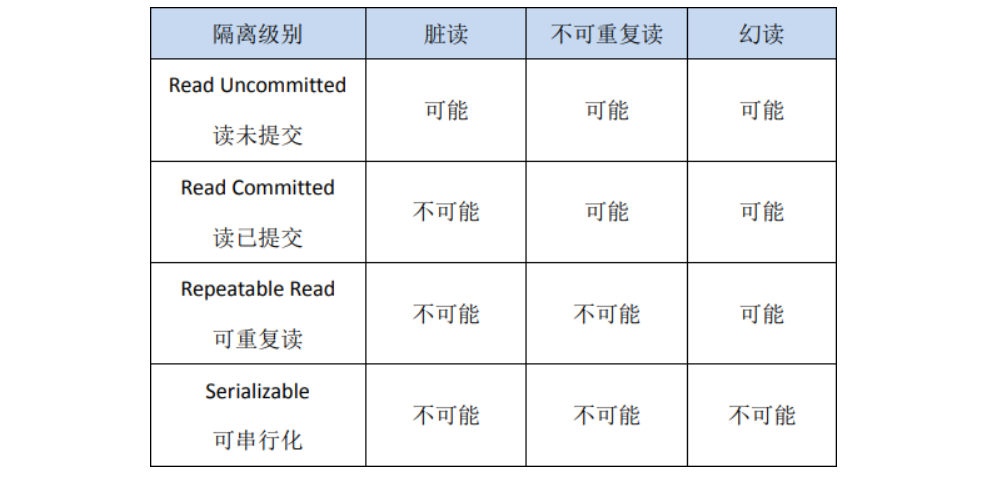 隔离级别 脏读 不可重复读 幻读
Read Uncommitted
读未提交
可能 可能 可能
Read Committed
读已提交
不可能 可能 可能
Repeatable Read
可重复读
不可能 不可能 可能
Serializable
可串行化
不可能 不可能 不可能